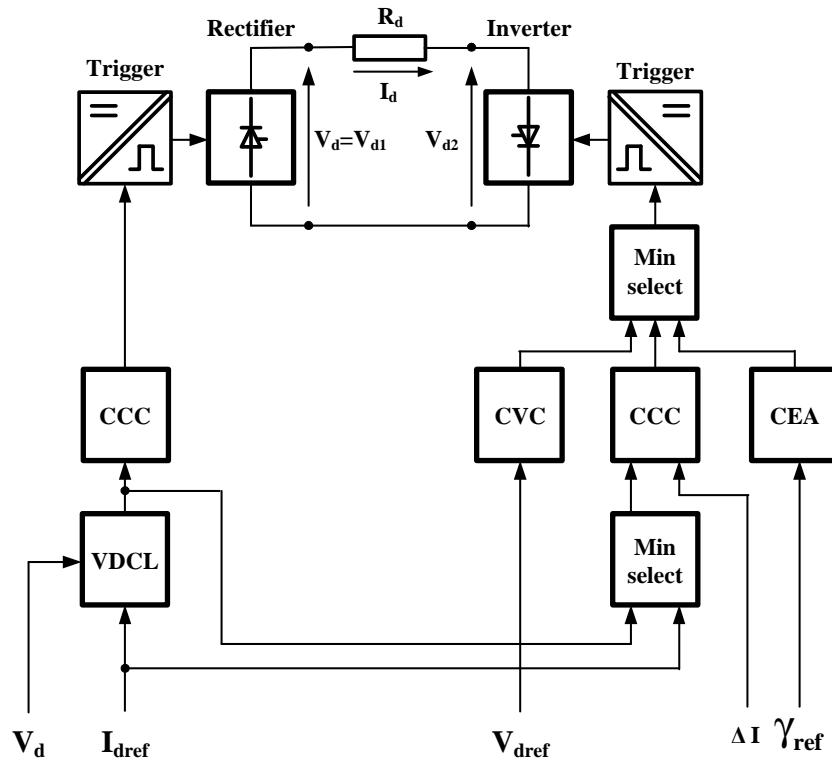 Rectifier
R_d
Inverter
Trigger
I_d
Trigger
V_d=V_d1
V_d2
Min
select
CCC
CVC
CCC
CEA
VDCL
Min
select
V_d
I_dref
V_dref
Δ I
γ_ref